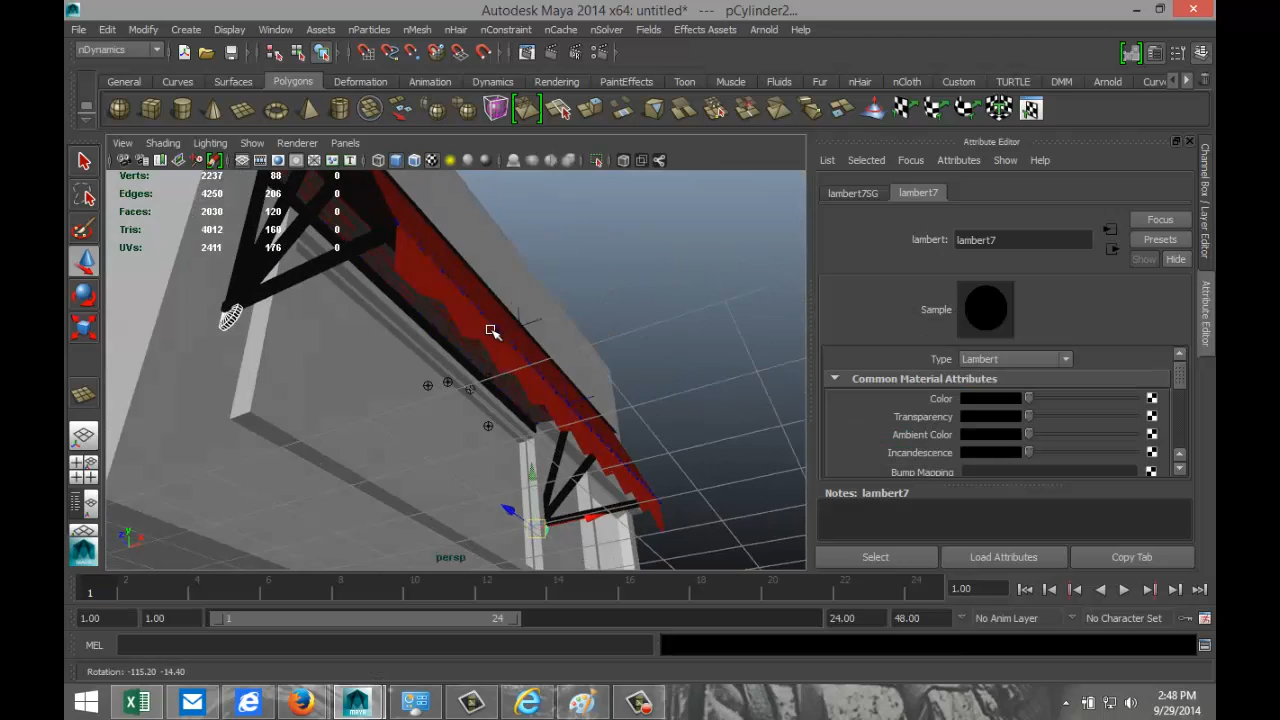 Autodesk Maya 2014 x64: untitled* --- pCylinder2...
File Edit Modify Create Display Window Assets nParticles nMesh nHair nConstraint nCache nSolver Fields Effects Assets Arnold Help
nDynamics
General Curves Surfaces Polygons Deformation Animation Dynamics Rendering PaintEffects Toon Muscle Fluids Fur nHair nCloth Custom TURTLE DMM Arnold Curv
View Shading Lighting Show Renderer Panels
Attribute Editor
List Selected Focus Attributes Show Help
Verts: 2237 88 0
Edges: 4250 206 0
Faces: 2030 120 0
Tris: 4012 160 0
UVs: 2411 176 0
lambert7SG lambert7
lambert: lambert7
Focus
Presets
Show Hide
Sample
Type Lambert
Common Material Attributes
Color
Transparency
Ambient Color
Incandescence
Bump Mapping
Notes: lambert7
Select Load Attributes Copy Tab
Channel Box / Layer Editor
Attribute Editor
y
z x
persp
2 4 6 8 10 12 14 16 18 20 22 24
1
1.00
1.00 1.00 1 24 24.00 48.00 No Anim Layer No Character Set
MEL
Rotation: -115.20 -14.40
2:48 PM
9/29/2014